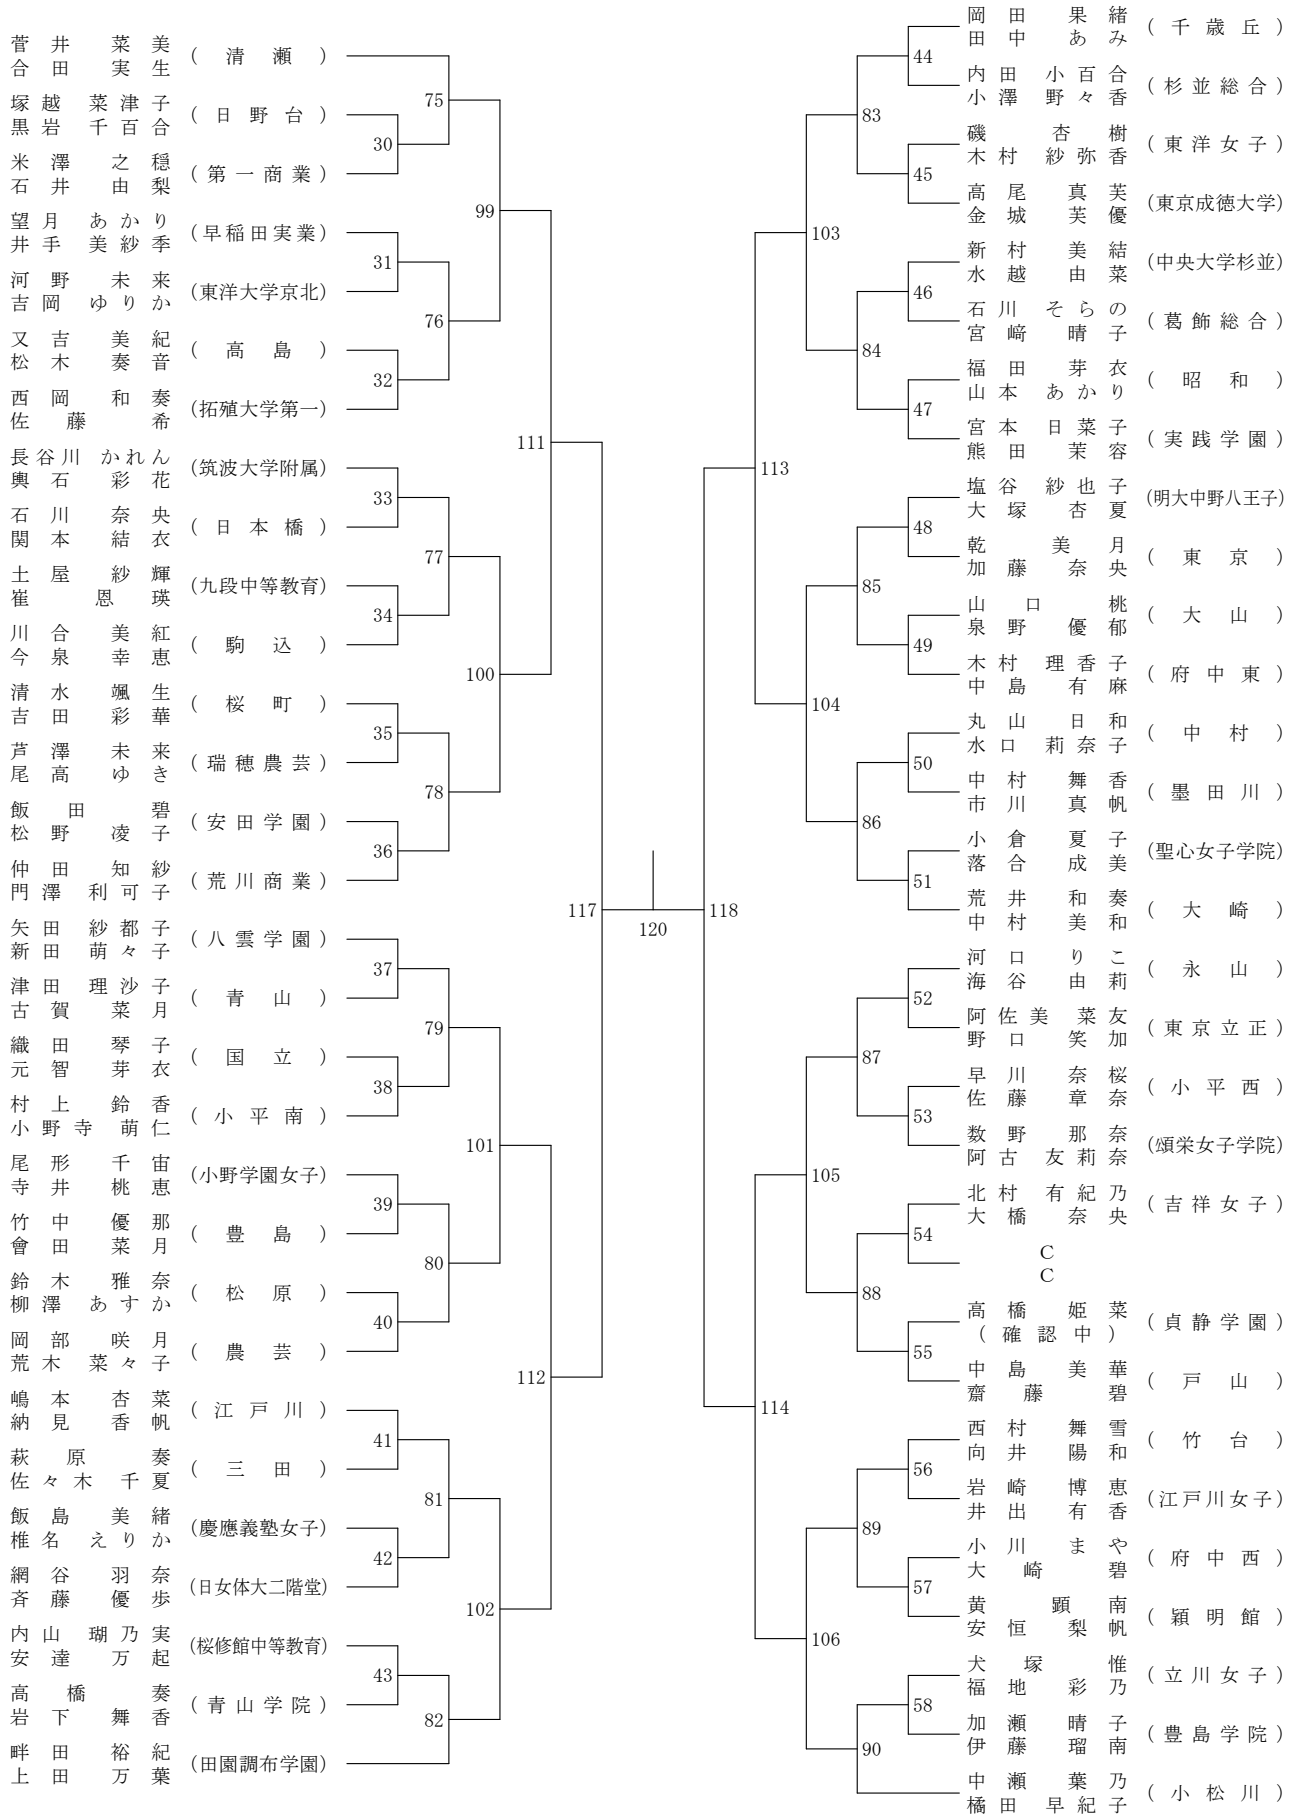 菅井菜美
合田実生
(清瀬)
塚越菜津子
黒岩千百合
(日野台)
米澤之穏
石井由梨
(第一商業)
望月あかり
井手美紗季
(早稲田実業)
河野未来
吉岡ゆりか
(東洋大学京北)
又吉美紀
松木奏音
(高島)
西岡和奏
佐藤希
(拓殖大学第一)
長谷川かれん
輿石彩花
(筑波大学附属)
石川奈央
関本結衣
(日本橋)
土屋紗輝
崔恩瑛
(九段中等教育)
川合美紅
今泉幸恵
(駒込)
清水颯生
吉田彩華
(桜町)
芦澤未来
尾高ゆき
(瑞穂農芸)
飯田碧
松野凌子
(安田学園)
仲田知紗
門澤利可子
(荒川商業)
矢田紗都子
新田萌々子
(八雲学園)
津田理沙子
古賀菜月
(青山)
織田琴子
元智芽衣
(国立)
村上鈴香
小野寺萌仁
(小平南)
尾形千宙
寺井桃恵
(小野学園女子)
竹中優那
會田菜月
(豊島)
鈴木雅奈
柳澤あすか
(松原)
岡部咲月
荒木菜々子
(農芸)
嶋本杏菜
納見香帆
(江戸川)
萩原奏
佐々木千夏
(三田)
飯島美緒
椎名えりか
(慶應義塾女子)
網谷羽奈
斉藤優歩
(日女体大二階堂)
内山瑚乃実
安達万起
(桜修館中等教育)
高橋奏
岩下舞香
(青山学院)
畔田裕紀
上田万葉
(田園調布学園)
30
31
32
33
34
35
36
37
38
39
40
41
42
43
75
76
77
78
79
80
81
82
99
100
101
102
111
112
117
120
118
113
114
103
104
105
106
83
84
85
86
87
88
89
90
44
45
46
47
48
49
50
51
52
53
54
55
56
57
58
岡田果緒
田中あみ
(千歳丘)
内田小百合
小澤野々香
(杉並総合)
磯杏樹
木村紗弥香
(東洋女子)
高尾真芙
金城芙優
(東京成徳大学)
新村美結
水越由菜
(中央大学杉並)
石川そらの
宮﨑晴子
(葛飾総合)
福田芽衣
山本あかり
(昭和)
宮本日菜子
熊田茉容
(実践学園)
塩谷紗也子
大塚杏夏
(明大中野八王子)
乾美月
加藤奈央
(東京)
山口桃
泉野優郁
(大山)
木村理香子
中島有麻
(府中東)
丸山日和
水口莉奈子
(中村)
中村舞香
市川真帆
(墨田川)
小倉夏子
落合成美
(聖心女子学院)
荒井和奏
中村美和
(大崎)
河口りこ
海谷由莉
(永山)
阿佐美菜友
野口笑加
(東京立正)
早川奈桜
佐藤章奈
(小平西)
数野那奈
阿古友莉奈
(頌栄女子学院)
北村有紀乃
大橋奈央
(吉祥女子)
C
C
高橋姫菜
(確認中)
(貞静学園)
中島美華
齋藤碧
(戸山)
西村舞雪
向井陽和
(竹台)
岩崎博恵
井出有香
(江戸川女子)
小川まや
大崎碧
(府中西)
黄顕南
安恒梨帆
(穎明館)
犬塚惟
福地彩乃
(立川女子)
加瀬晴子
伊藤瑠南
(豊島学院)
中瀬葉乃
橘田早紀子
(小松川)